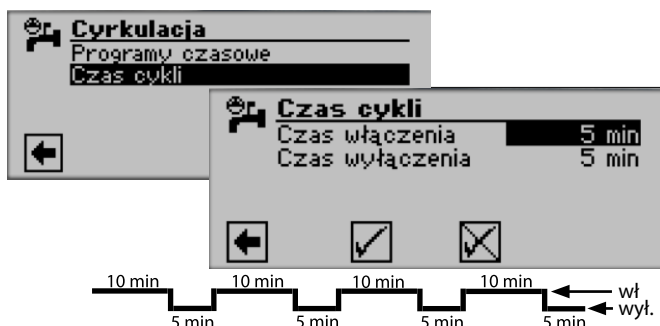 Cyrkulacja
Programy czasowe
Czas cykli
Czas cykli
Czas włączenia 5 min
Czas wyłączenia 5 min
10 min 10 min 10 min 10 min wł
5 min 5 min 5 min 5 min wył.